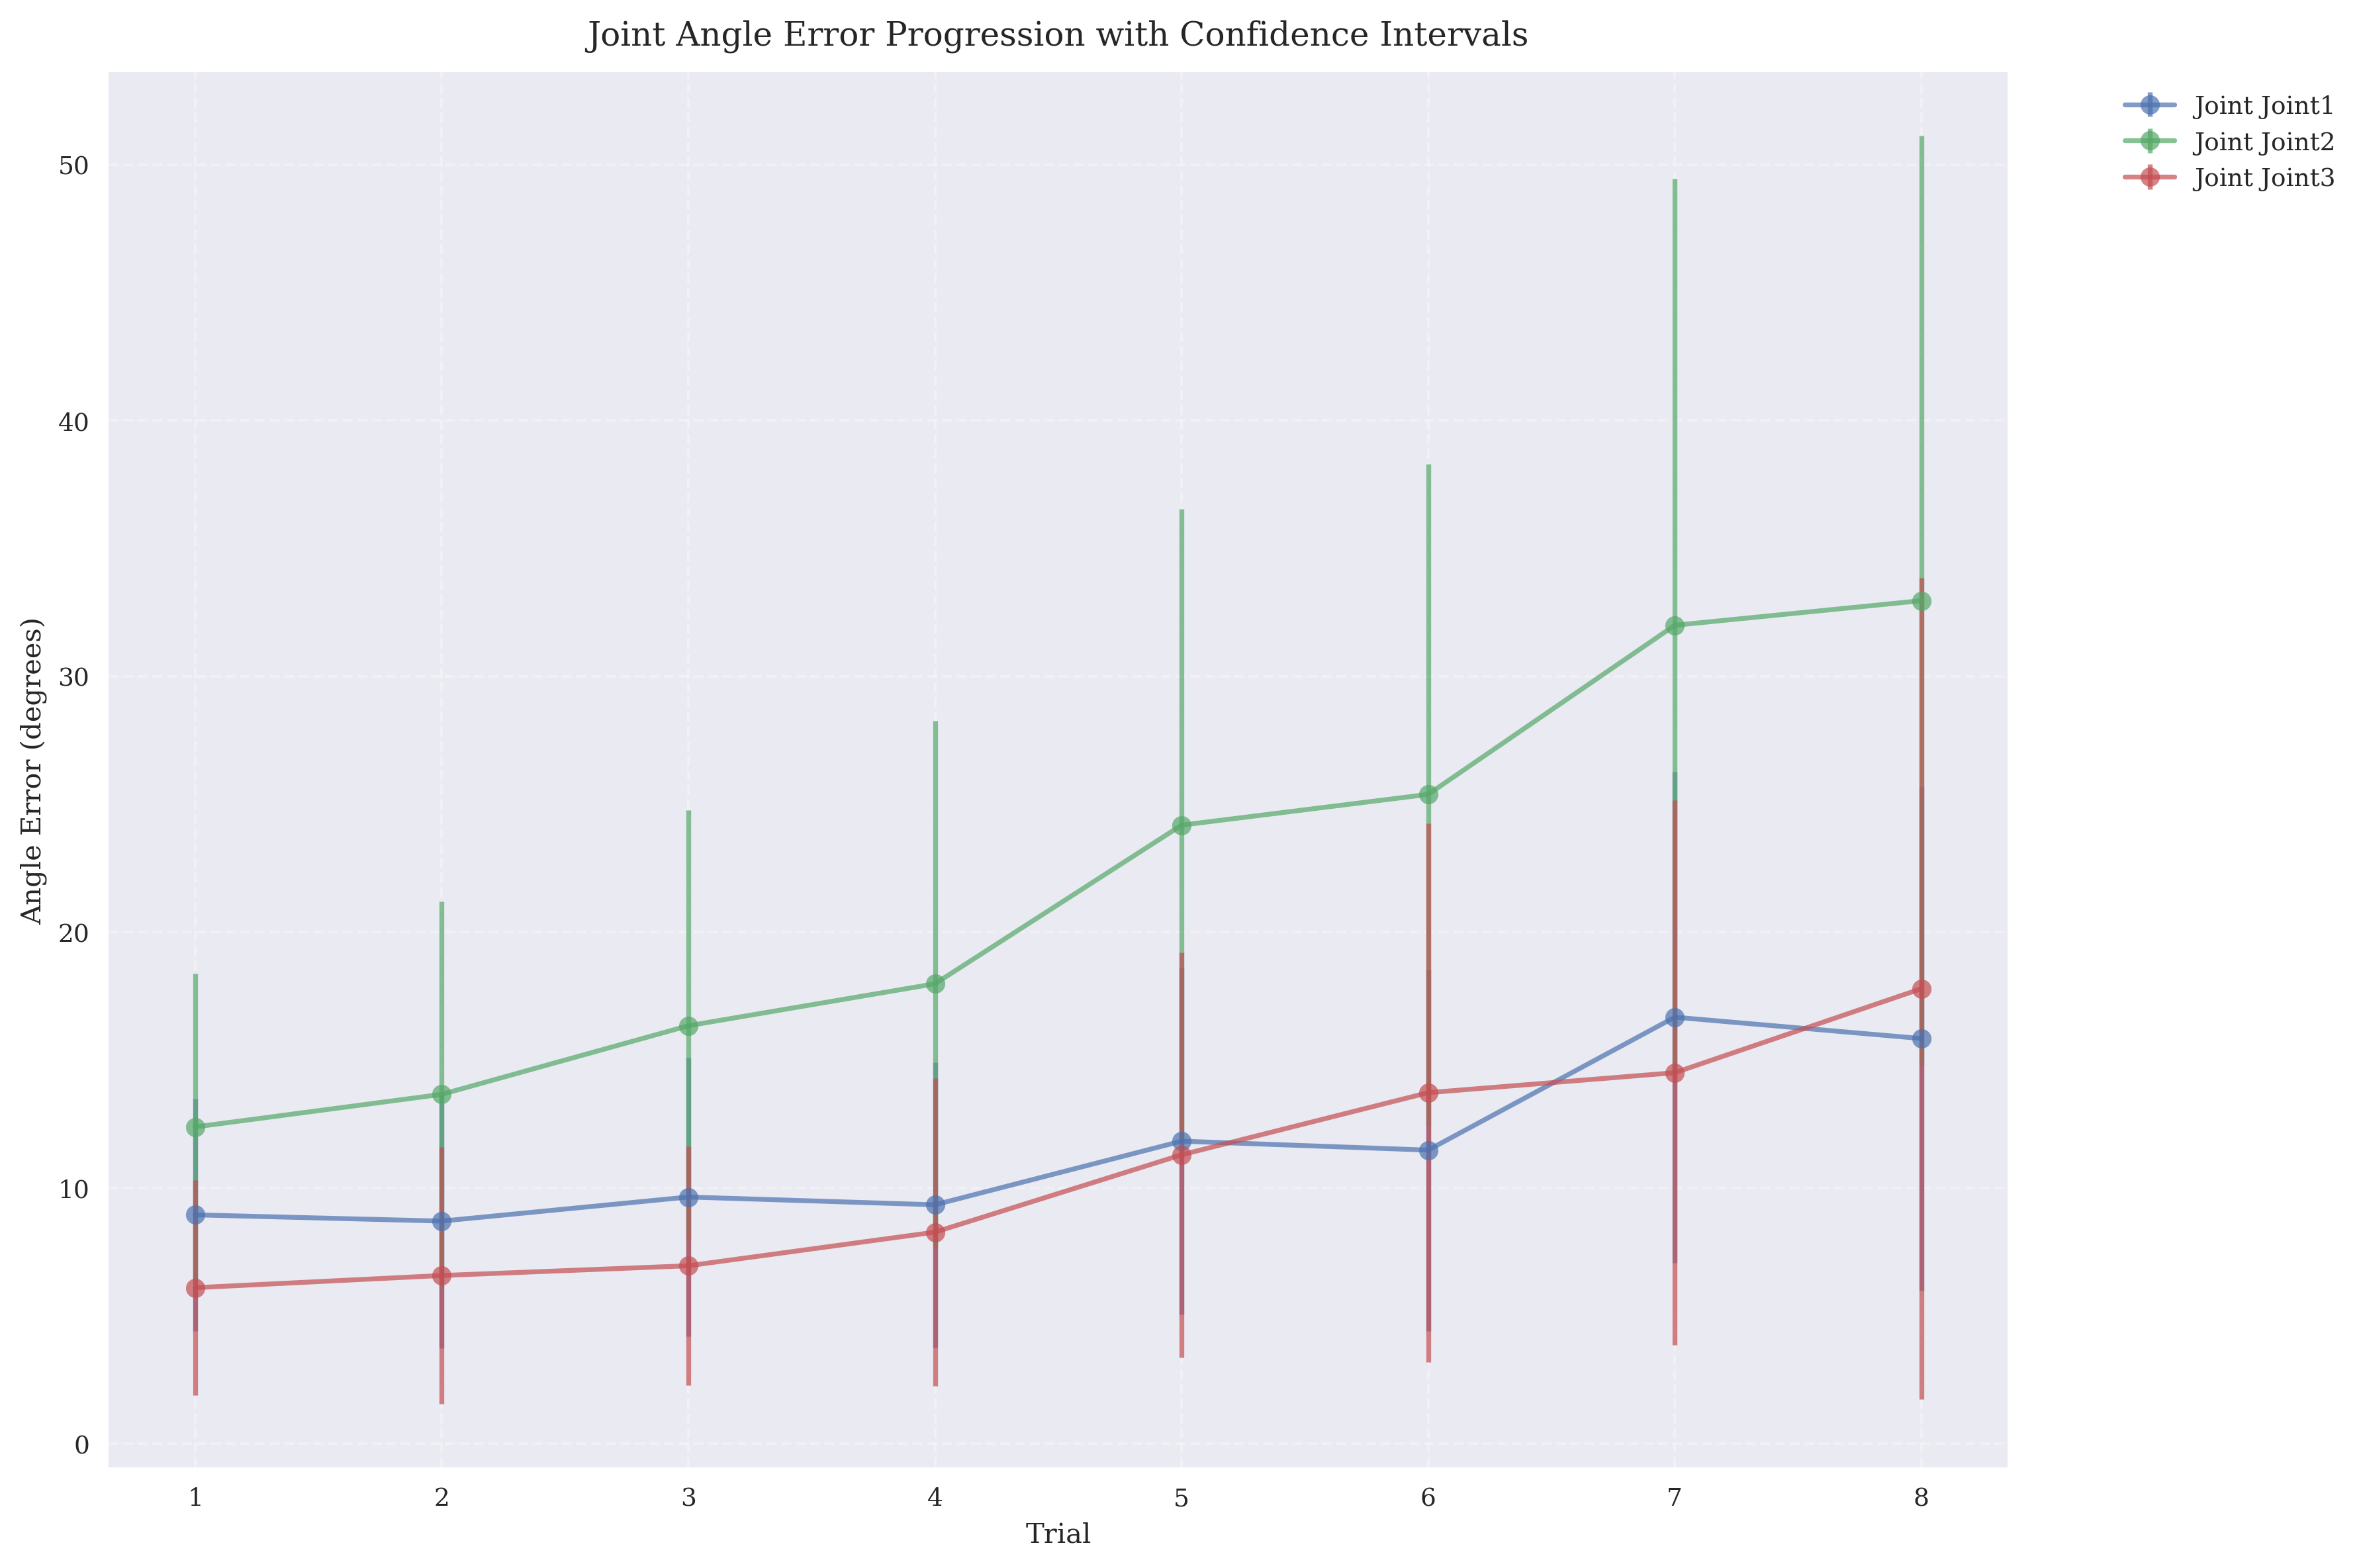 Joint Angle Error Progression with Confidence Intervals
Joint Joint1
Joint Joint2
Joint Joint3
Angle Error (degrees)
50
40
30
20
10
0
1 2 3 4 5 6 7 8
Trial